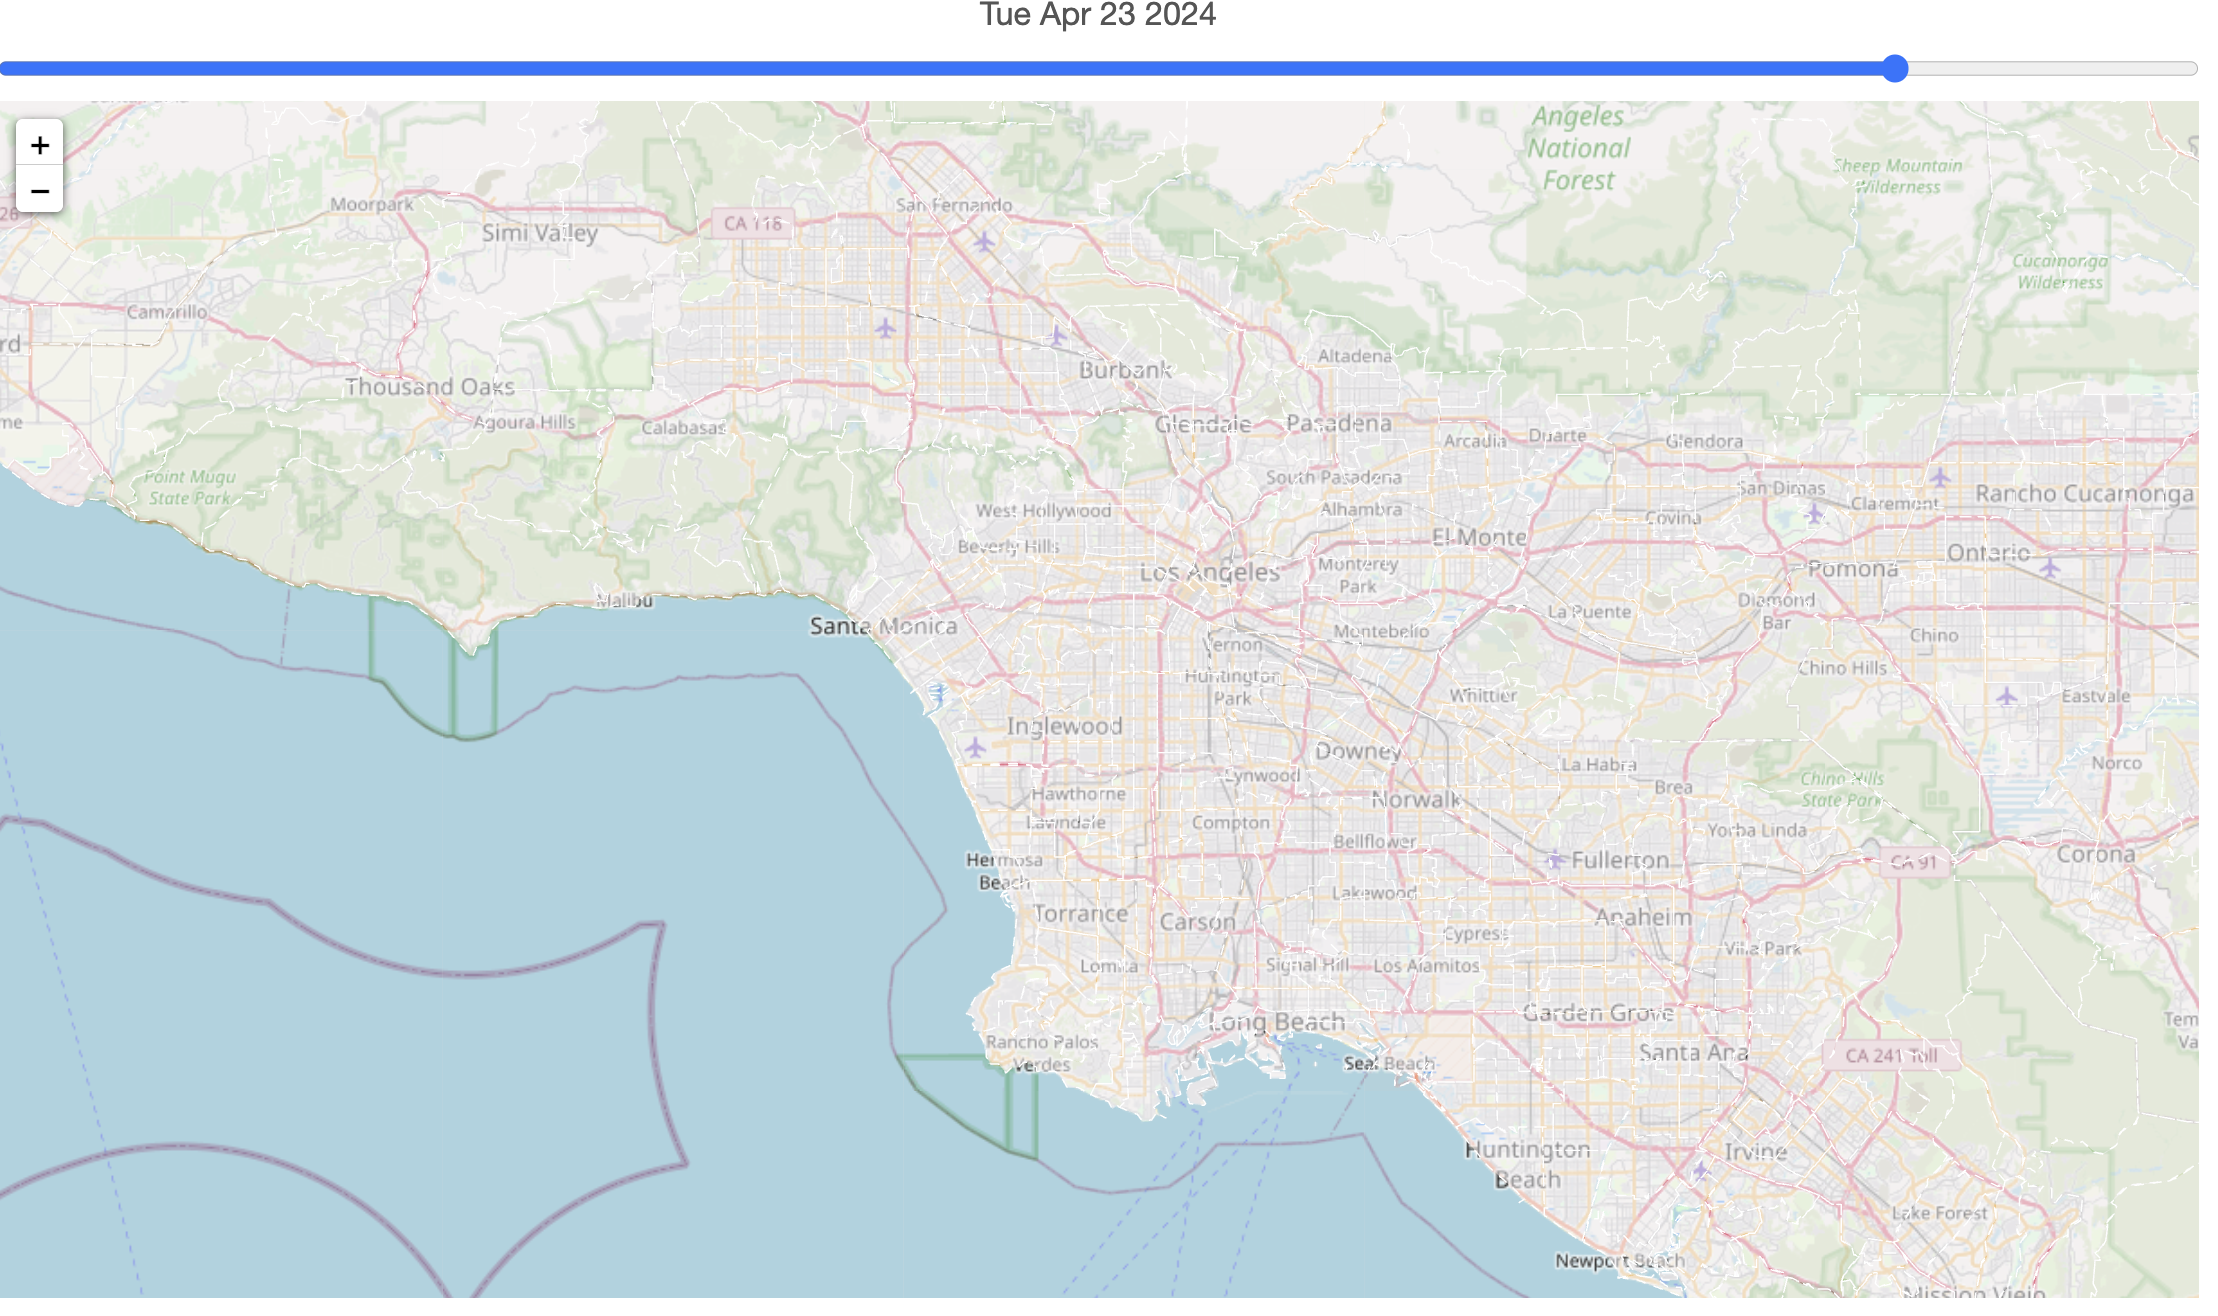 Tue Apr 23 2024
+
−
Angeles
National
Forest
Sheep Mountain
Wilderness
Moorpark
San Fernando
26
CA 118
Simi Valley
Cucamonga
Wilderness
Camarillo
rd
Altadena
Burbank
Thousand Oaks
me
Agoura Hills
Calabasas
Glendale
Pasadena
Arcadia
Duarte
Glendora
Point Mugu
State Park
South Pasadena
San Dimas
Claremont
Rancho Cucamonga
West Hollywood
Alhambra
Covina
El Monte
Beverly Hills
Ontario
Los Angeles
Monterey
Park
Pomona
Malibu
La Puente
Diamond
Bar
Santa Monica
Montebello
Chino
Vernon
Chino Hills
Huntington
Park
Whittier
Eastvale
Inglewood
Downey
La Habra
Norco
Lynwood
Chino Hills
State Park
Hawthorne
Norwalk
Brea
Lawndale
Compton
Yorba Linda
Bellflower
Hermosa
Beach
Fullerton
CA 91
Corona
Lakewood
Torrance
Carson
Anaheim
Cypress
Villa Park
Lomita
Signal Hill
Los Alamitos
Garden Grove
Long Beach
Tem
Va
Rancho Palos
Verdes
Seal Beach
Santa Ana
CA 241 Toll
Huntington
Beach
Irvine
Lake Forest
Newport Beach
Mission Viejo